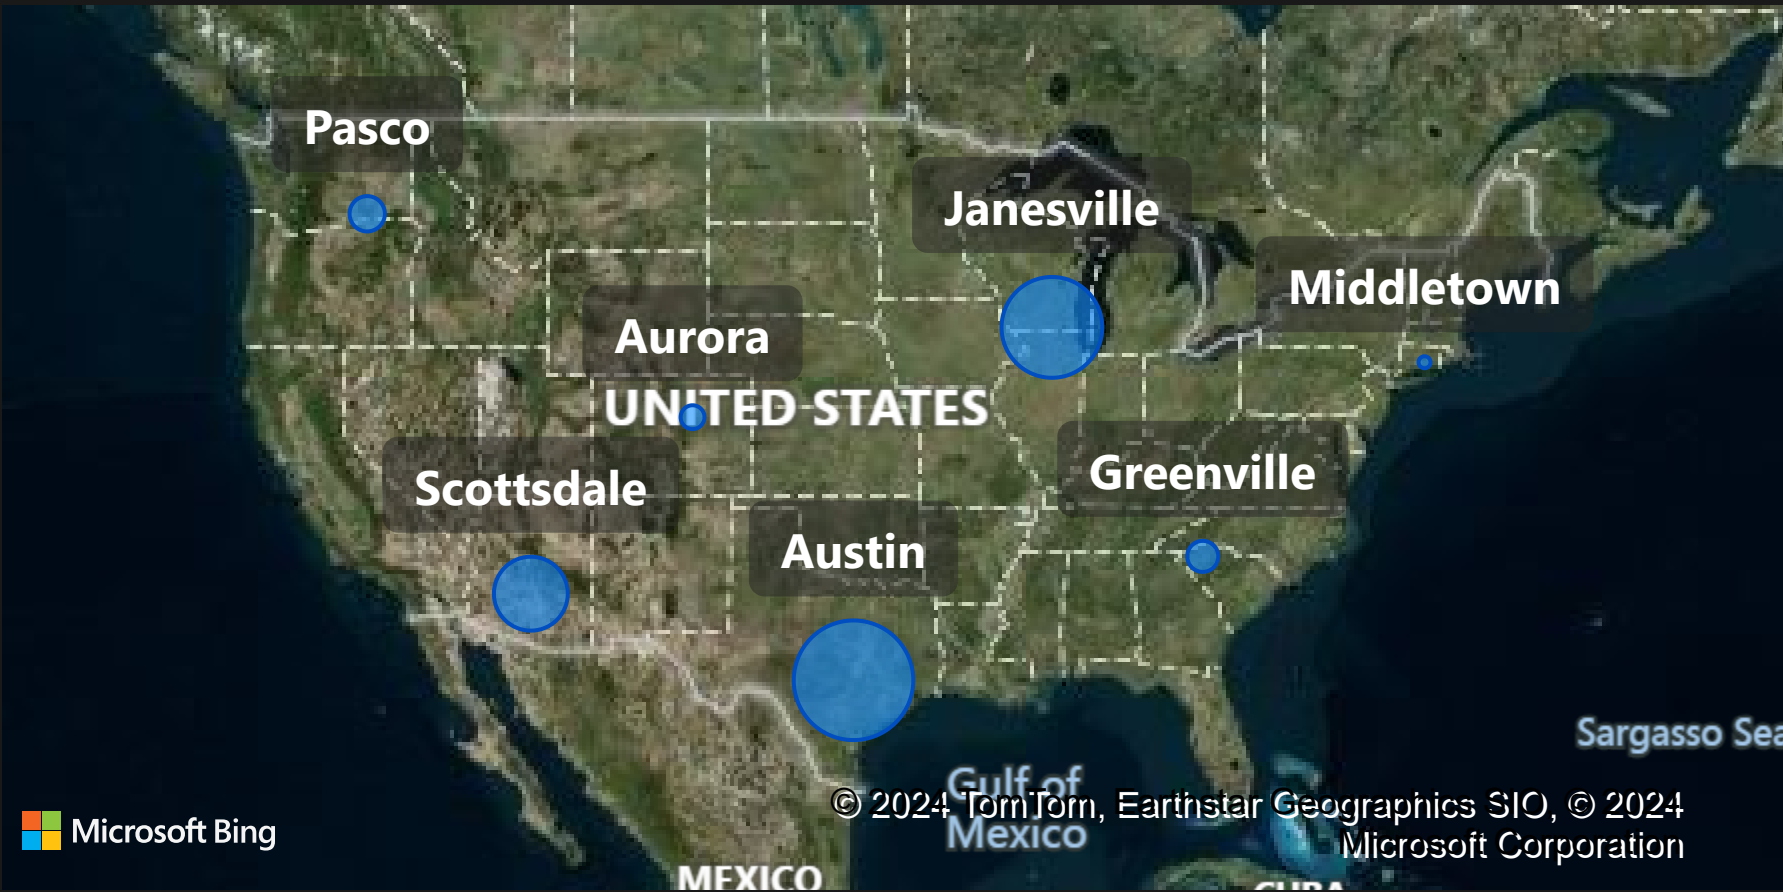 Pasco
Janesville
Middletown
Aurora
UNITED STATES
Greenville
Scottsdale
Austin
Sargasso Sea
Gulf of
Mexico
© 2024 TomTom, Earthstar Geographics SIO, © 2024
Microsoft Corporation
Microsoft Bing
MEXICO
CUBA